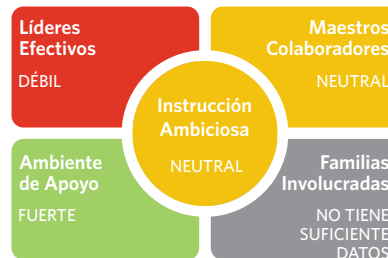 Líderes
Efectivos
DÉBIL
Maestros
Colaboradores
NEUTRAL
Instrucción
Ambiciosa
NEUTRAL
Ambiente
de Apoyo
FUERTE
Familias
Involucradas
NO TIENE
SUFICIENTE
DATOS